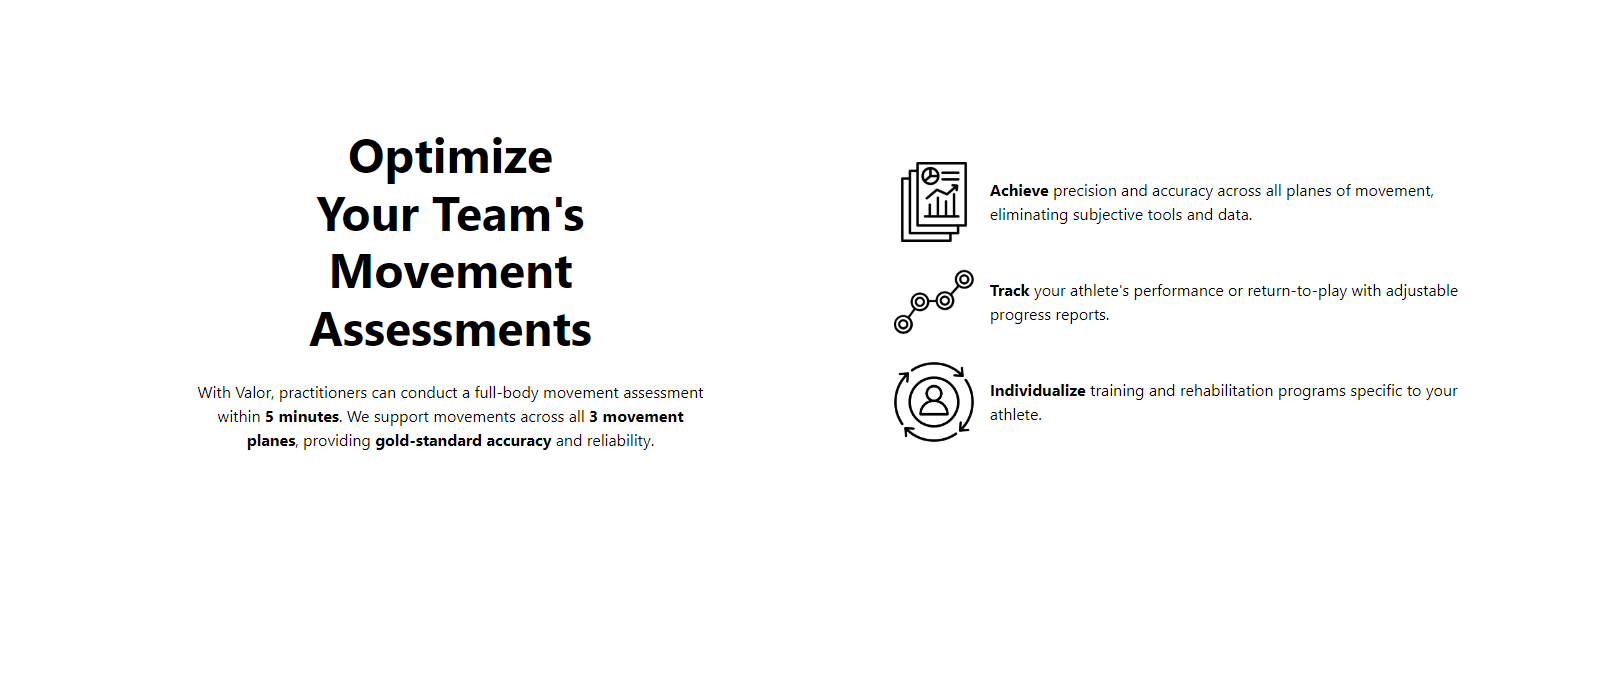 Optimize
Your Team's
Movement
Assessments
With Valor, practitioners can conduct a full-body movement assessment
within 5 minutes. We support movements across all 3 movement
planes, providing gold-standard accuracy and reliability.
Achieve precision and accuracy across all planes of movement,
eliminating subjective tools and data.
Track your athlete's performance or return-to-play with adjustable
progress reports.
Individualize training and rehabilitation programs specific to your
athlete.